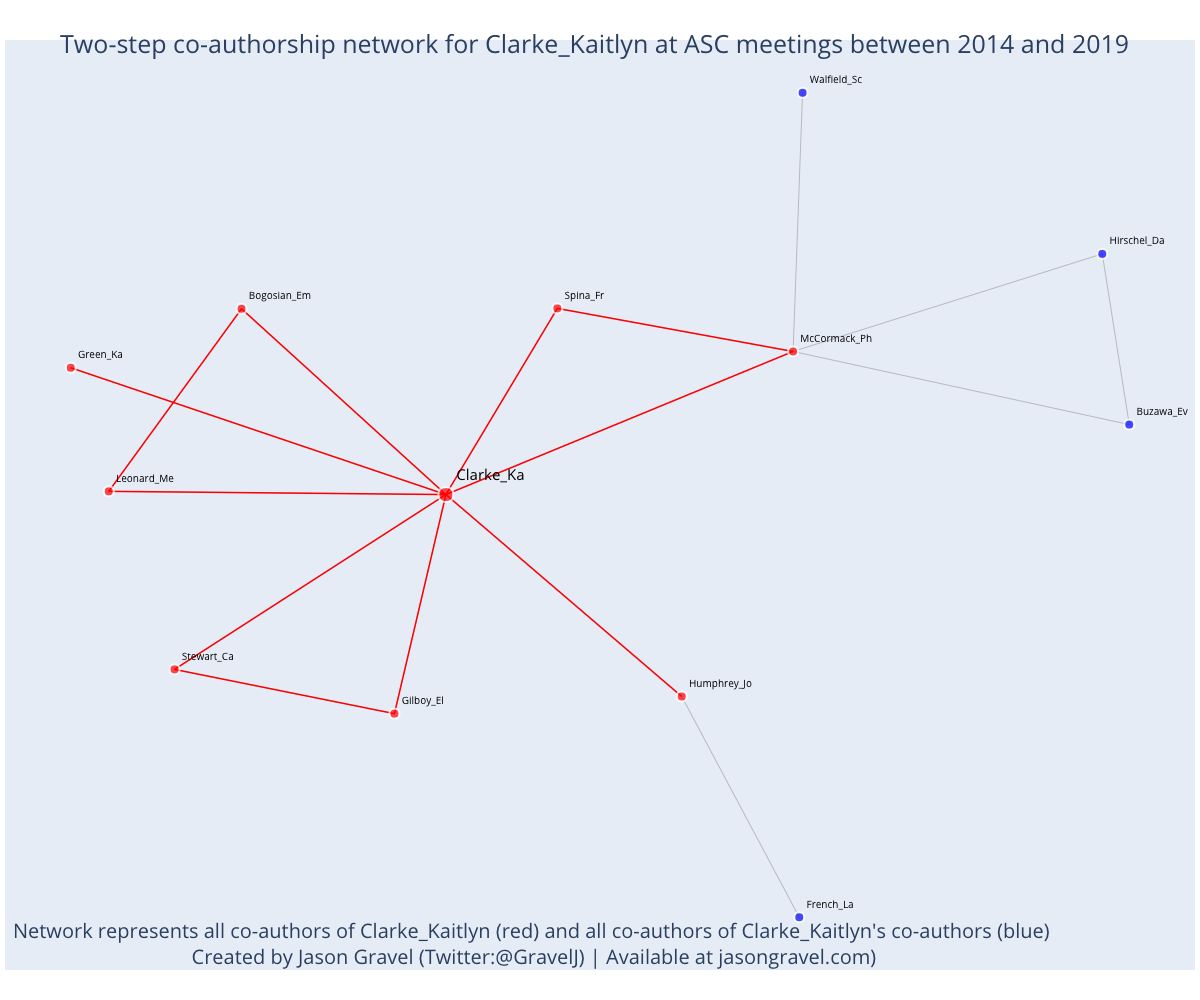 Two-step co-authorship network for Clarke_Kaitlyn at ASC meetings between 2014 and 2019
Walfield_Sc
Hirschel_Da
Bogosian_Em
Spina_Fr
McCormack_Ph
Green_Ka
Buzawa_Ev
Clarke_Ka
Leonard_Me
Stewart_Ca
Humphrey_Jo
Gilboy_El
French_La
Network represents all co-authors of Clarke_Kaitlyn (red) and all co-authors of Clarke_Kaitlyn's co-authors (blue)
Created by Jason Gravel (Twitter:@GravelJ) | Available at jasongravel.com)